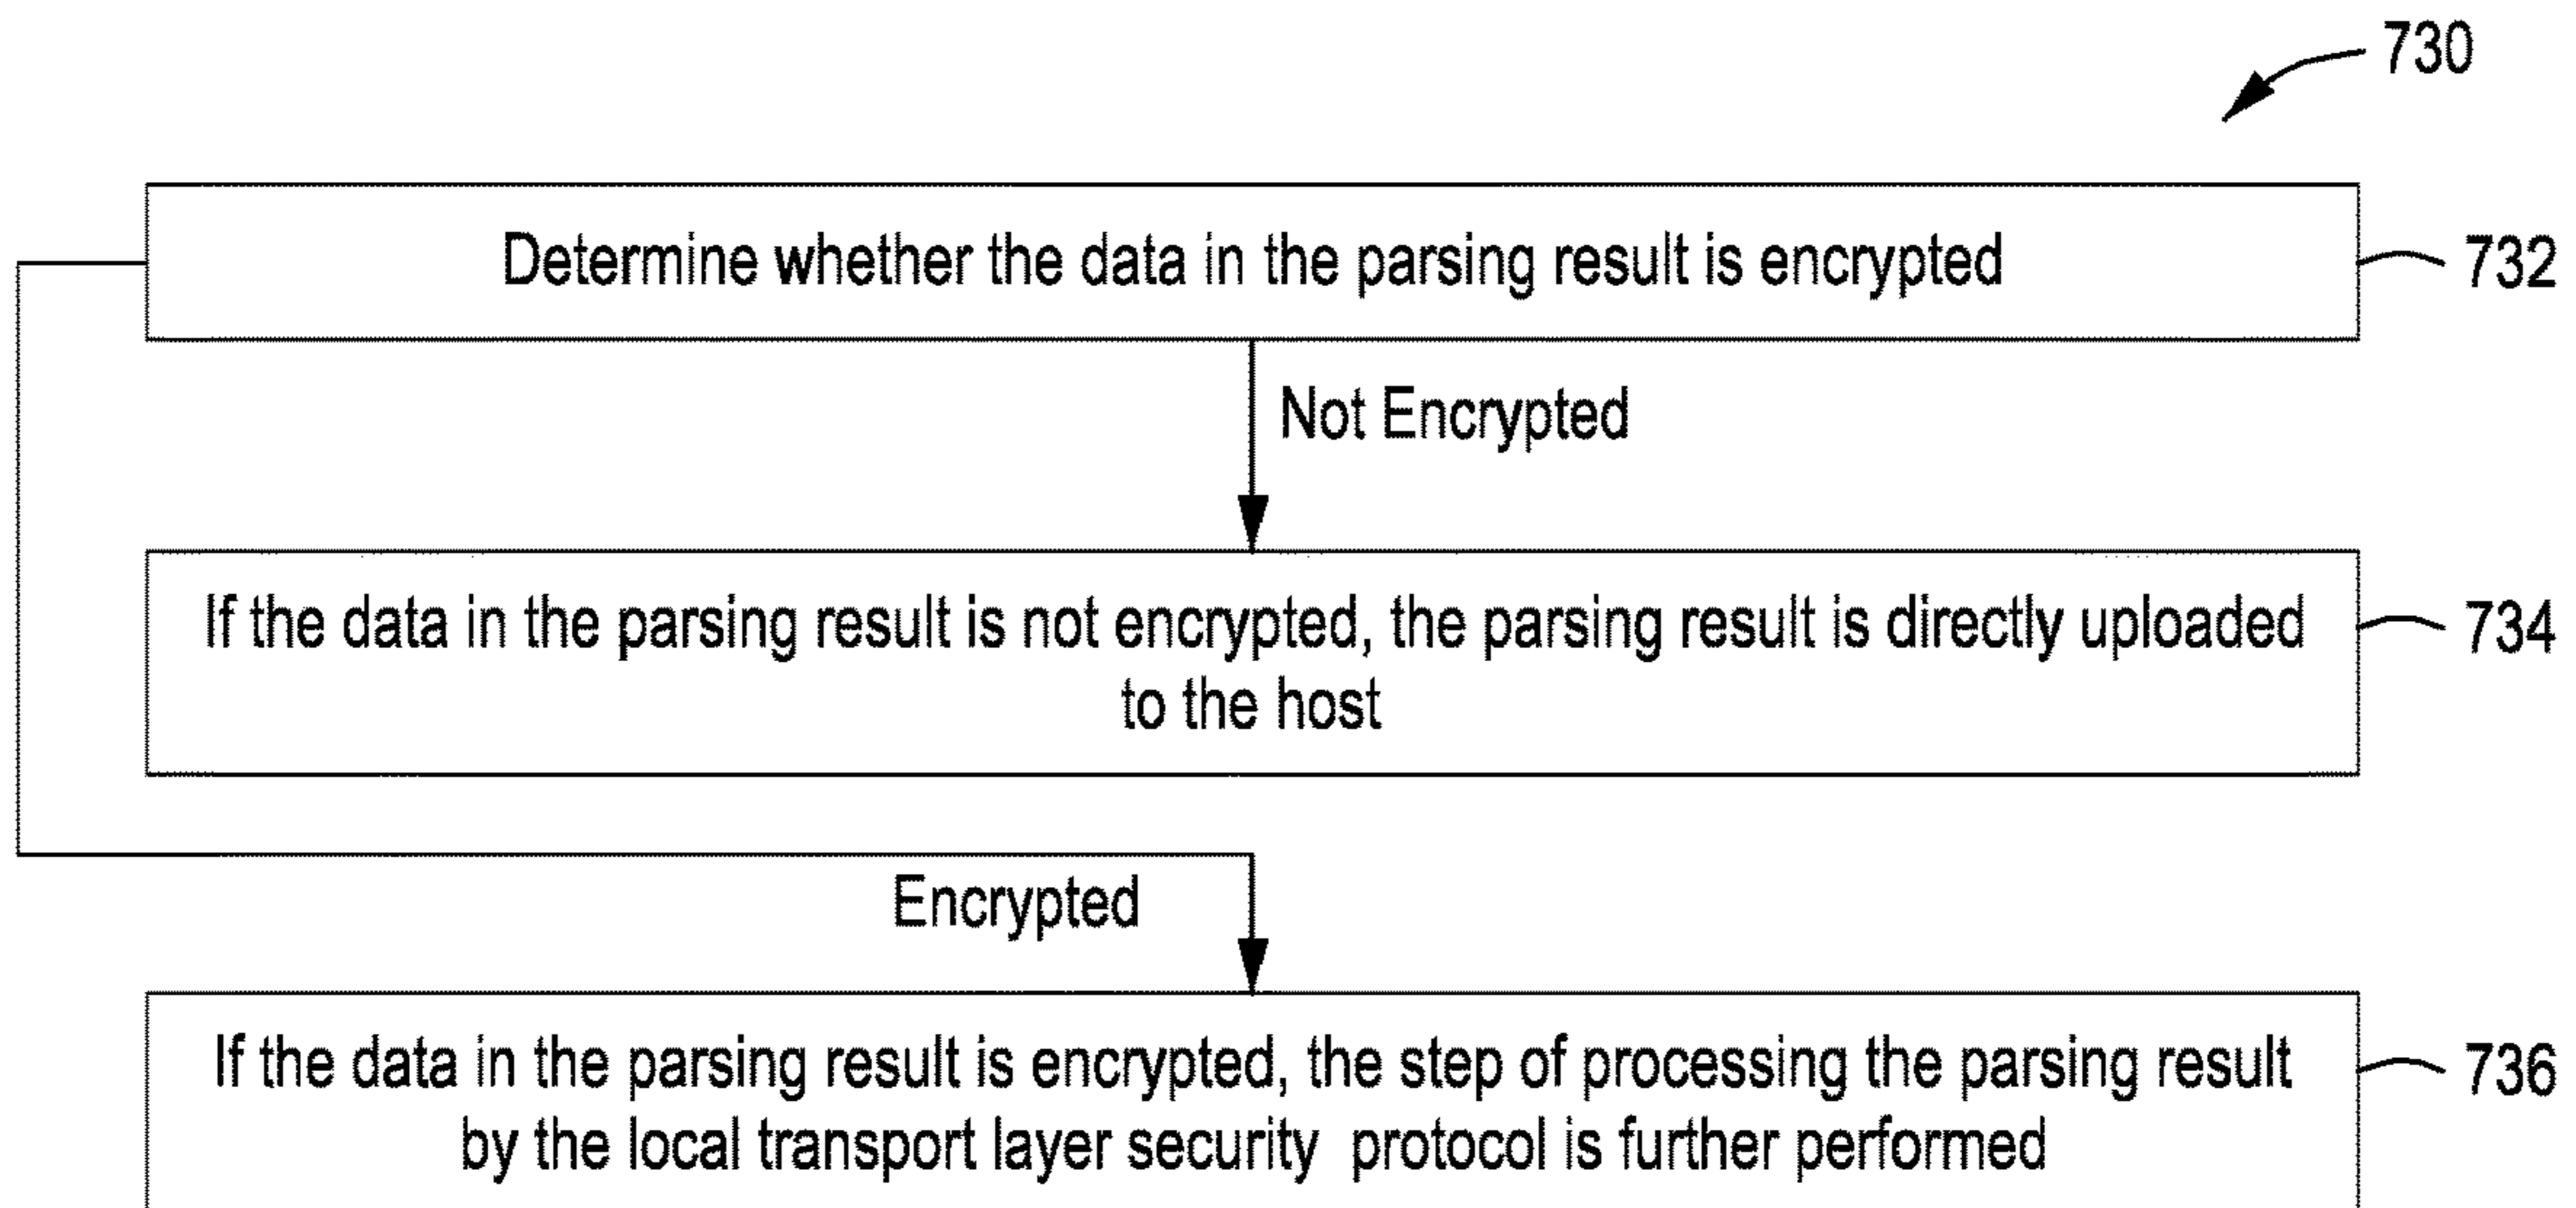 730
Determine whether the data in the parsing result is encrypted
732
Not Encrypted
If the data in the parsing result is not encrypted, the parsing result is directly uploaded
to the host
734
Encrypted
If the data in the parsing result is encrypted, the step of processing the parsing result
by the local transport layer security protocol is further performed
736